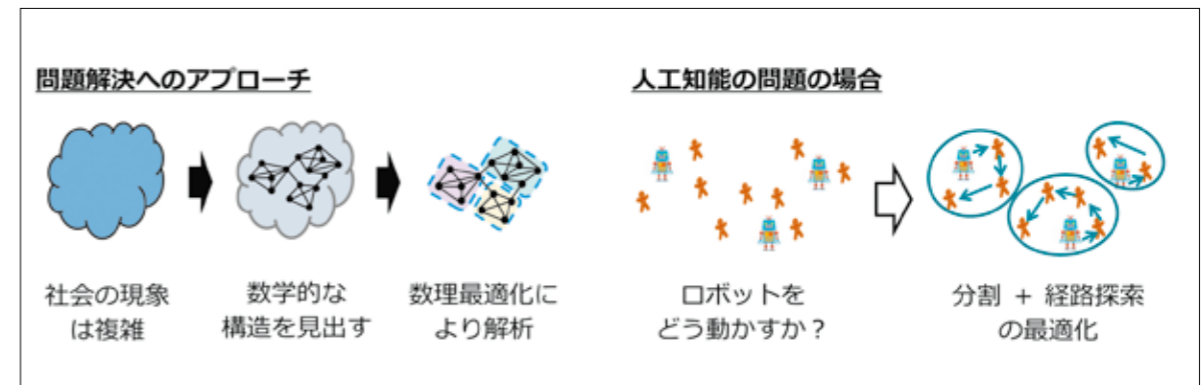 問題解決へのアプローチ
社会の現象
は複雑
数学的な
構造を見出す
数理最適化に
より解析
人工知能の問題の場合
ロボットを
どう動かすか？
分割 + 経路探索
の最適化